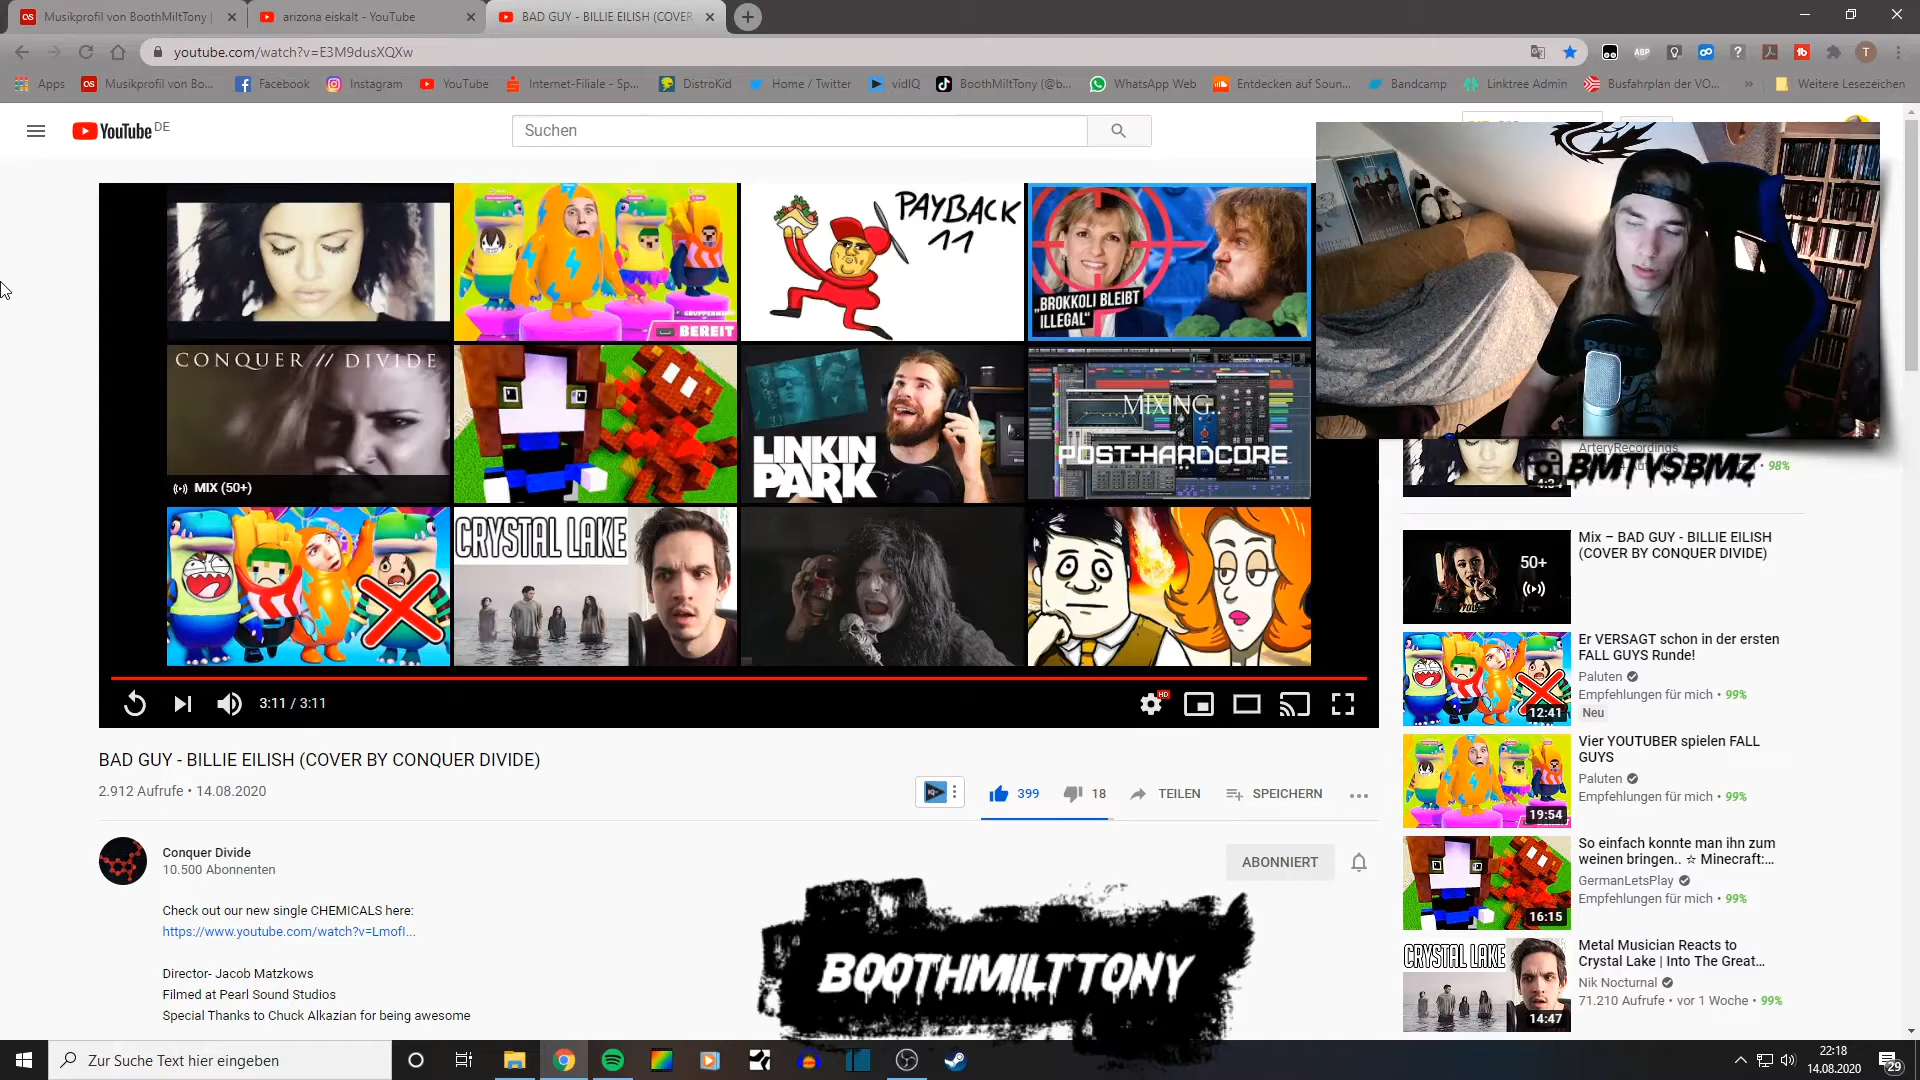 Musikprofil von BoothMiltTony |
arizona eiskalt - YouTube
BAD GUY - BILLIE EILISH (COVER
youtube.com/watch?v=E3M9dusXQXw
ABP
T
Apps
Musikprofil von Bo...
Facebook
Instagram
YouTube
Internet-Filiale - Sp...
DistroKid
Home / Twitter
vidIQ
BoothMiltTony (@b...
WhatsApp Web
Entdecken auf Soun...
Bandcamp
Linktree Admin
Busfahrplan der VO...
»
Weitere Lesezeichen
YouTube DE
Suchen
BEREIT
PAYBACK
11
„BROKKOLI BLEIBT
ILLEGAL“
CONQUER // DIVIDE
MIX (50+)
LINKIN
PARK
MIXING..
POST-HARDCORE
CRYSTAL LAKE
3:11 / 3:11
HD
BAD GUY - BILLIE EILISH (COVER BY CONQUER DIVIDE)
2.912 Aufrufe • 14.08.2020
399
18
TEILEN
SPEICHERN
Conquer Divide
10.500 Abonnenten
ABONNIERT
Check out our new single CHEMICALS here:
https://www.youtube.com/watch?v=LmofI...
Director- Jacob Matzkows
Filmed at Pearl Sound Studios
Special Thanks to Chuck Alkazian for being awesome
BOOTHMILTTONY
ArteryRecordings
• 98%
BMTVSBMZ
50+
Mix – BAD GUY - BILLIE EILISH
(COVER BY CONQUER DIVIDE)
12:41
Er VERSAGT schon in der ersten
FALL GUYS Runde!
Paluten
Empfehlungen für mich • 99%
Neu
19:54
Vier YOUTUBER spielen FALL
GUYS
Paluten
Empfehlungen für mich • 99%
16:15
So einfach konnte man ihn zum
weinen bringen.. ☆ Minecraft:...
GermanLetsPlay
Empfehlungen für mich • 99%
CRYSTAL LAKE
14:47
Metal Musician Reacts to
Crystal Lake | Into The Great...
Nik Nocturnal
71.210 Aufrufe • vor 1 Woche • 99%
Zur Suche Text hier eingeben
22:18
14.08.2020
29